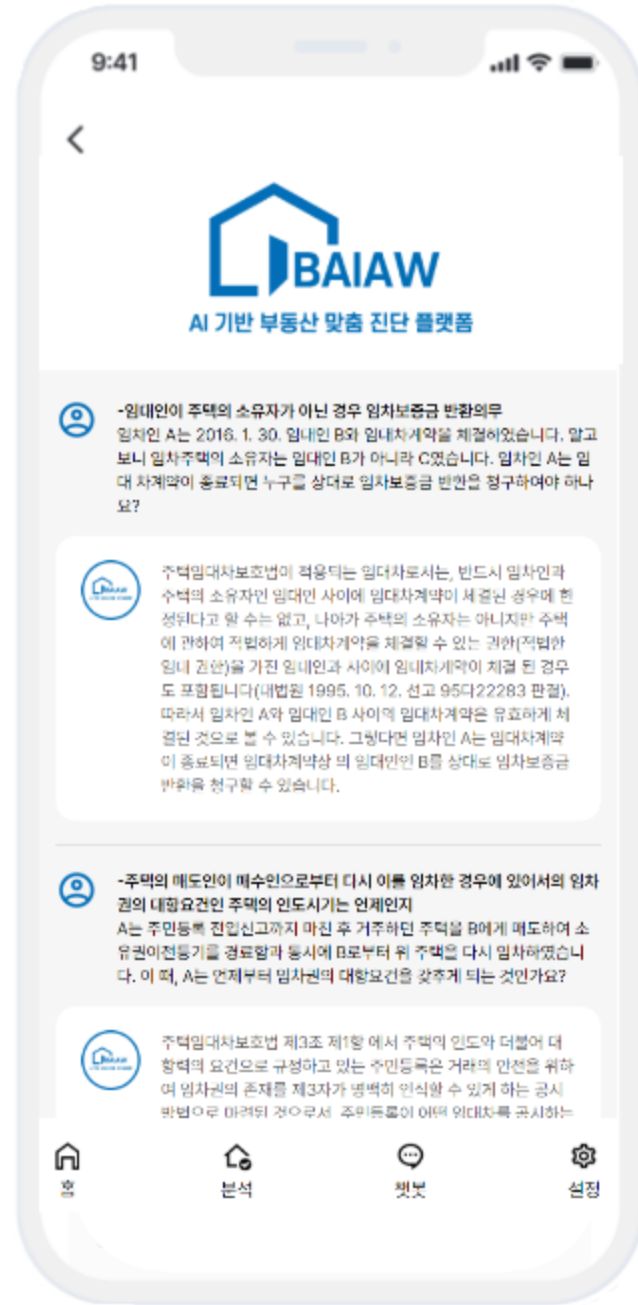 9:41
BAIAW
AI 기반 부동산 맞춤 진단 플랫폼
-임대인이 주택의 소유자가 아닌 경우 임차보증금 반환의무
임차인 A는 2016. 1. 30. 임대인 B와 임대차계약을 체결하였습니다. 알고
보니 임차주택의 소유자는 임대인 B가 아니라 C였습니다. 임차인 A는 임
대 차계약이 종료되면 누구를 상대로 임차보증금 반환을 청구하여야 하나
요?
주택임대차보호법이 적용되는 임대차로서는, 반드시 임차인과
주택의 소유자인 임대인 사이에 임대차계약이 체결된 경우에 한
정된다고 할 수는 없고, 나아가 주택의 소유자는 아니지만 주택
에 관하여 적법하게 임대차계약을 체결할 수 있는 권한(적법한
임대 권한)을 가진 임대인과 사이에 임대차계약이 체결 된 경우
도 포함됩니다(대법원 1995. 10. 12. 선고 95다22283 판결).
따라서 임차인 A와 임대인 B 사이의 임대차계약은 유효하게 체
결된 것으로 볼 수 있습니다. 그렇다면 임차인 A는 임대차계약
이 종료되면 임대차계약상 의 임대인인 B를 상대로 임차보증금
반환을 청구할 수 있습니다.
-주택의 매도인이 매수인으로부터 다시 이를 임차한 경우에 있어서의 임차
권의 대항요건인 주택의 인도시기는 언제인지
A는 주민등록 전입신고까지 마친 후 거주하던 주택을 B에게 매도하여 소
유권이전등기를 경료함과 동시에 B로부터 위 주택을 다시 임차하였습니
다. 이 때, A는 언제부터 임차권의 대항요건을 갖추게 되는 것인가요?
주택임대차보호법 제3조 제1항 에서 주택의 인도와 더불어 대
항력의 요건으로 규정하고 있는 주민등록은 거래의 안전을 위하
여 임차권의 존재를 제3자가 명백히 인식할 수 있게 하는 공시
방법으로 마련된 것으로서, 주민등록이 어떤 임대차를 공시하는
홈
분석
챗봇
설정